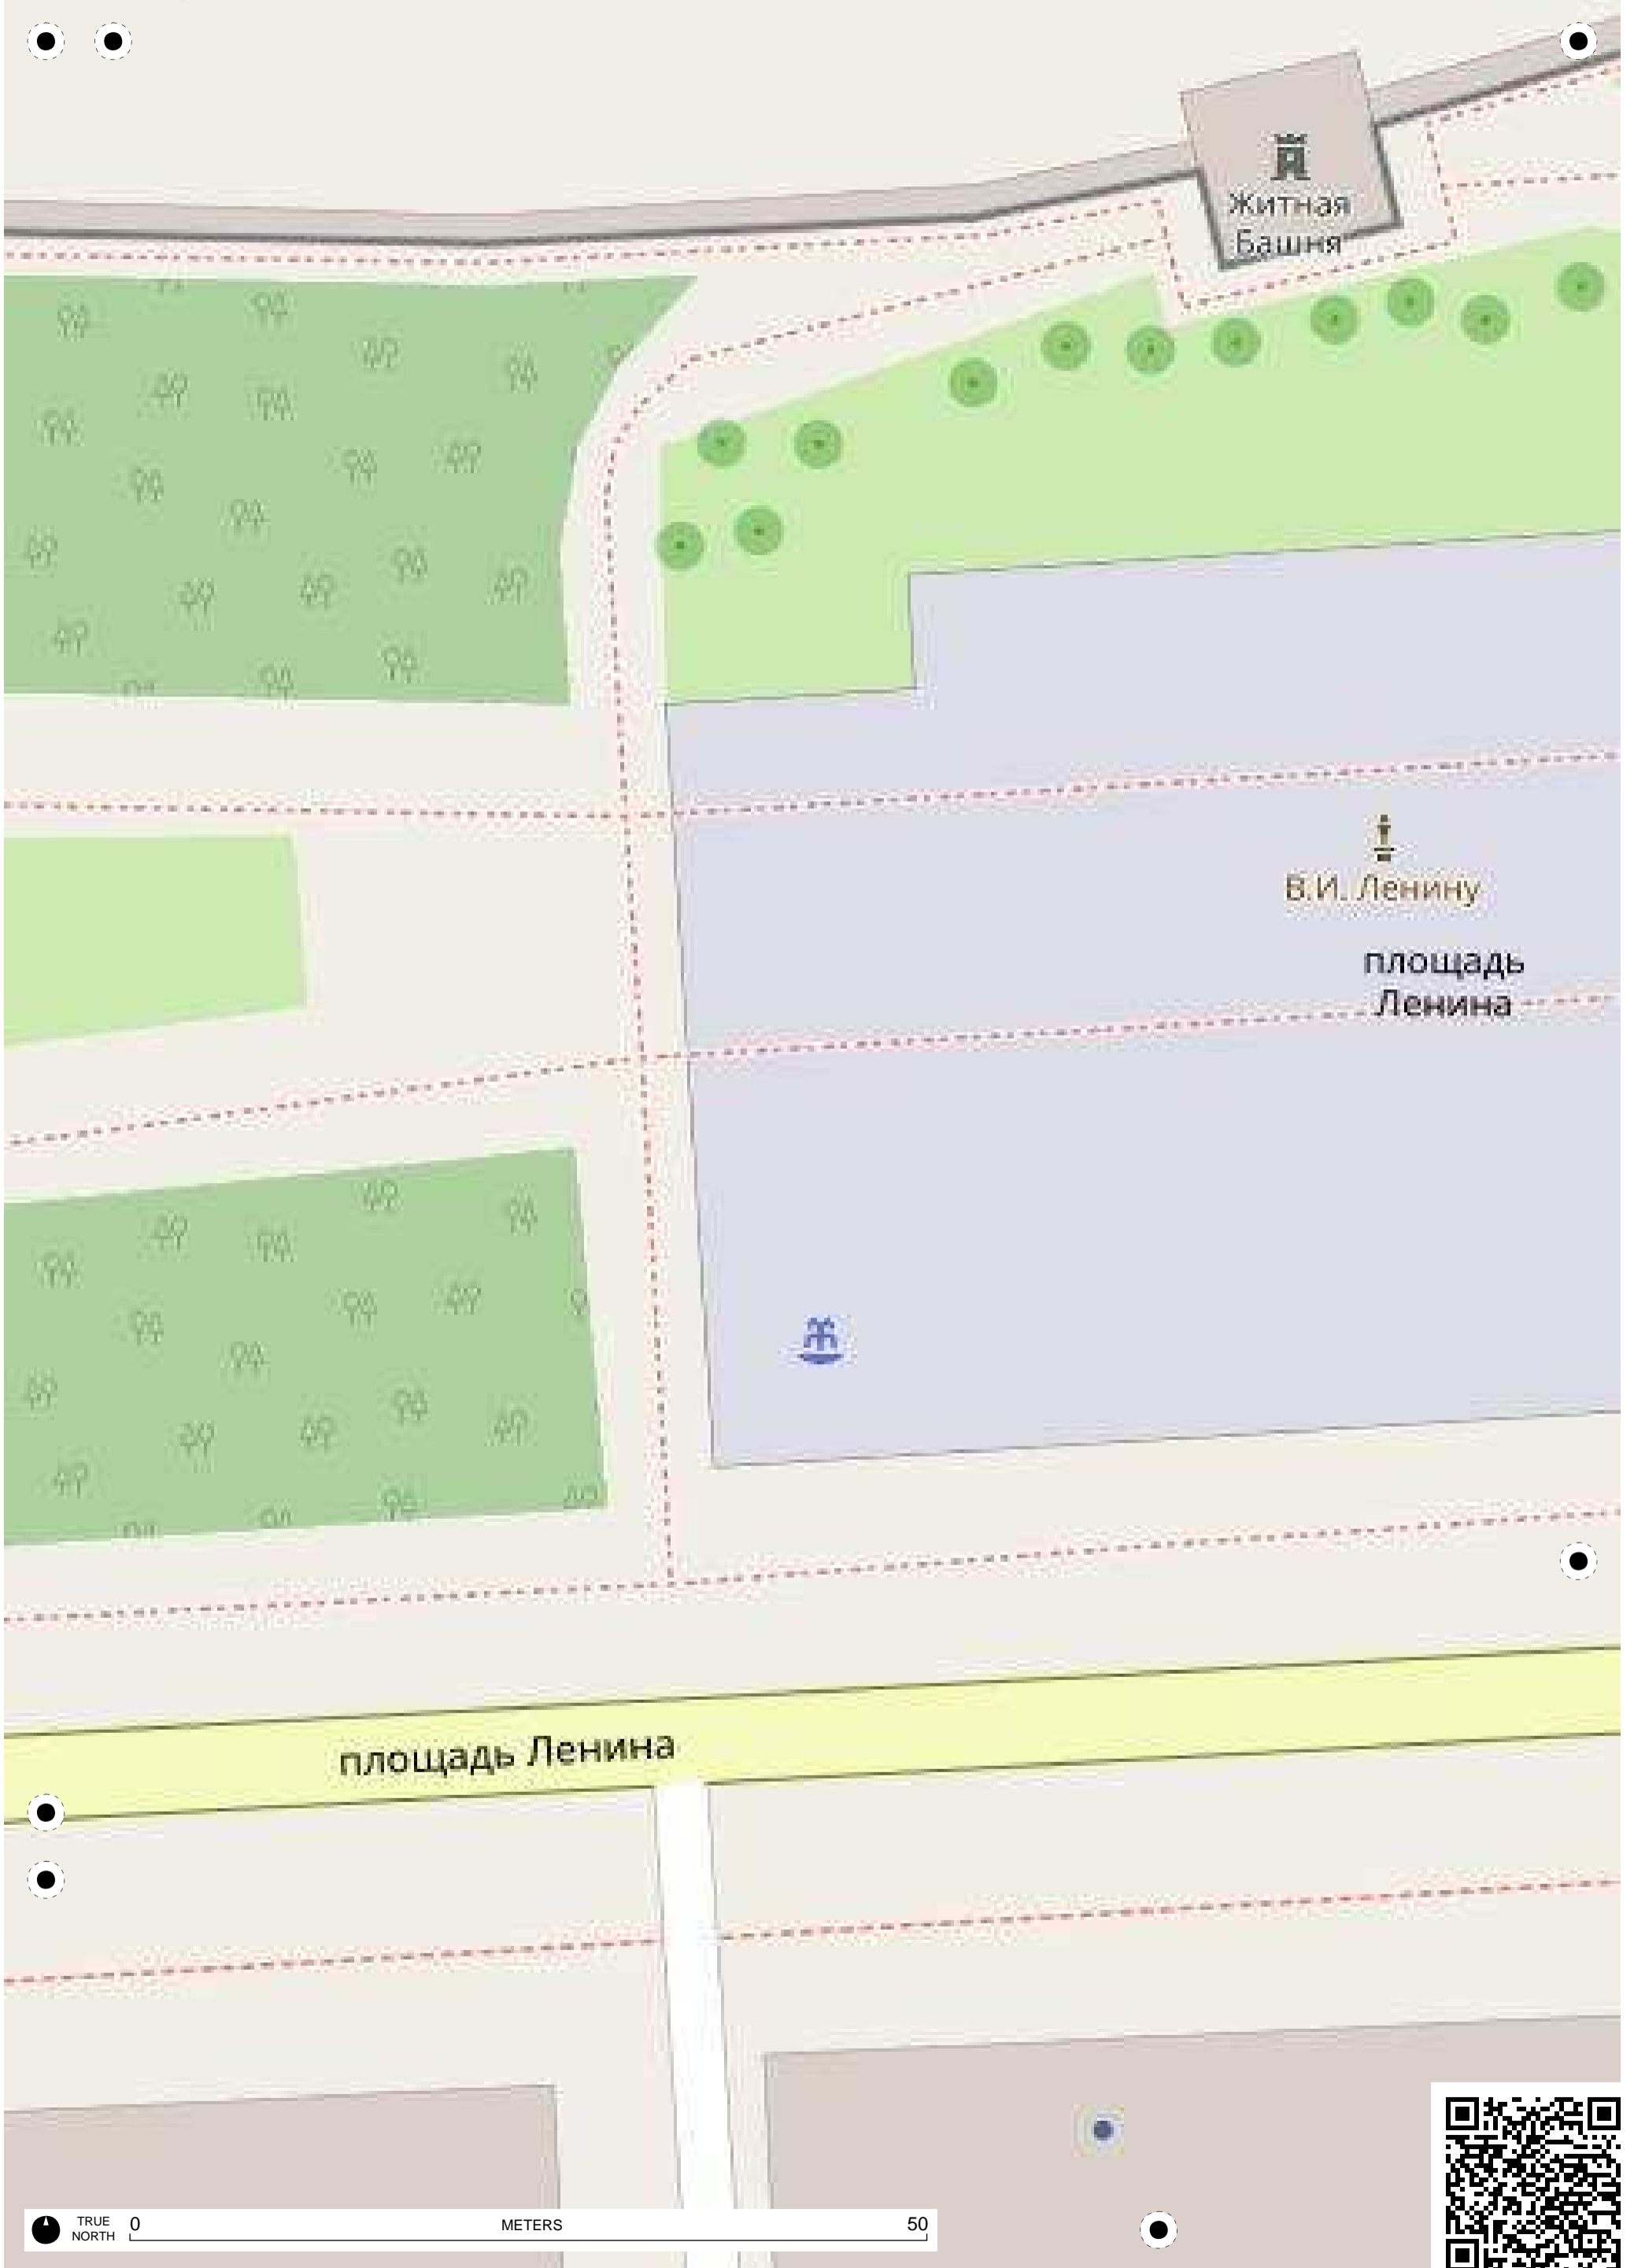 Житная
Башня
В.И. Ленину
площадь
Ленина
площадь Ленина
TRUE
NORTH
0
METERS
50